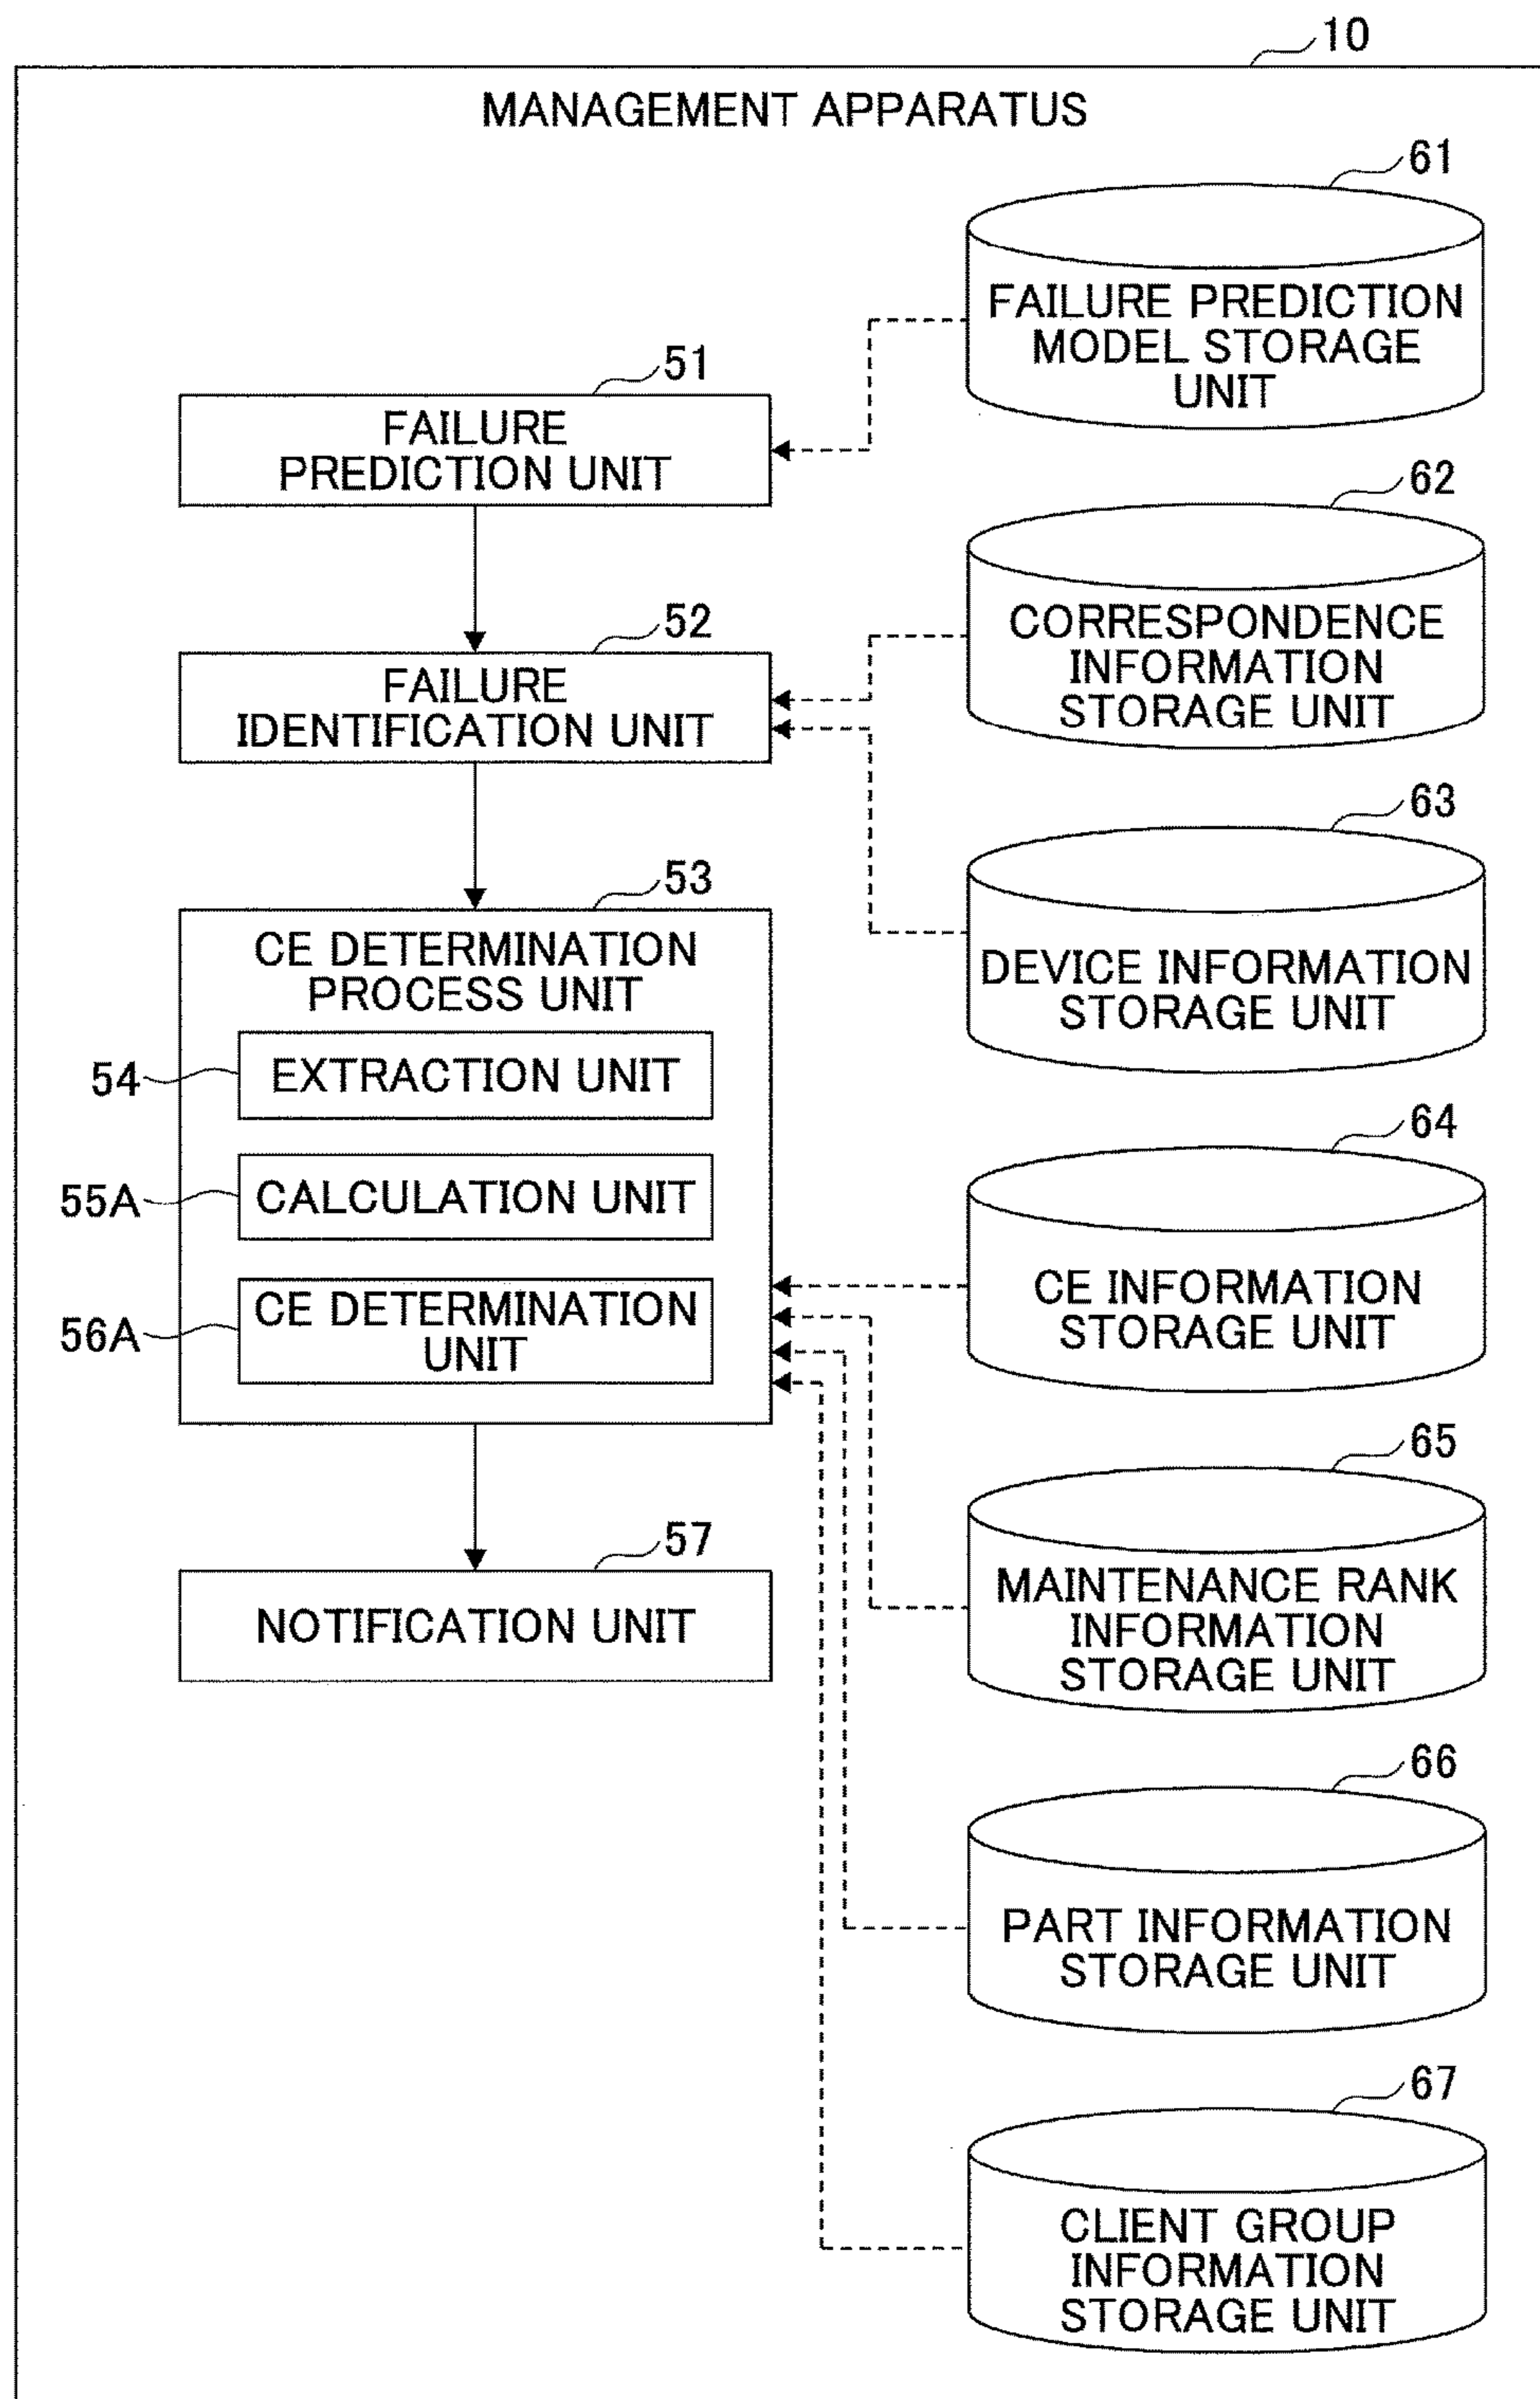 10
MANAGEMENT APPARATUS
61
FAILURE PREDICTION
MODEL STORAGE
UNIT
51
FAILURE
PREDICTION UNIT
62
CORRESPONDENCE
INFORMATION
STORAGE UNIT
52
FAILURE
IDENTIFICATION UNIT
63
DEVICE INFORMATION
STORAGE UNIT
53
CE DETERMINATION
PROCESS UNIT
54
EXTRACTION UNIT
55A
CALCULATION UNIT
56A
CE DETERMINATION
UNIT
64
CE INFORMATION
STORAGE UNIT
65
MAINTENANCE RANK
INFORMATION
STORAGE UNIT
57
NOTIFICATION UNIT
66
PART INFORMATION
STORAGE UNIT
67
CLIENT GROUP
INFORMATION
STORAGE UNIT